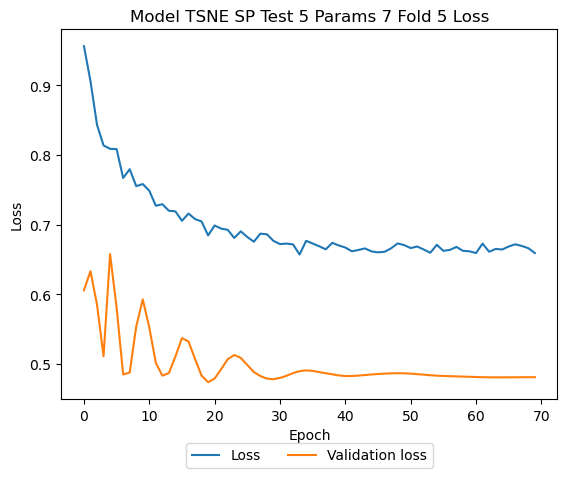 Model TSNE SP Test 5 Params 7 Fold 5 Loss
Loss
0.9
0.8
0.7
0.6
0.5
0 10 20 30 40 50 60 70
Epoch
Loss Validation loss